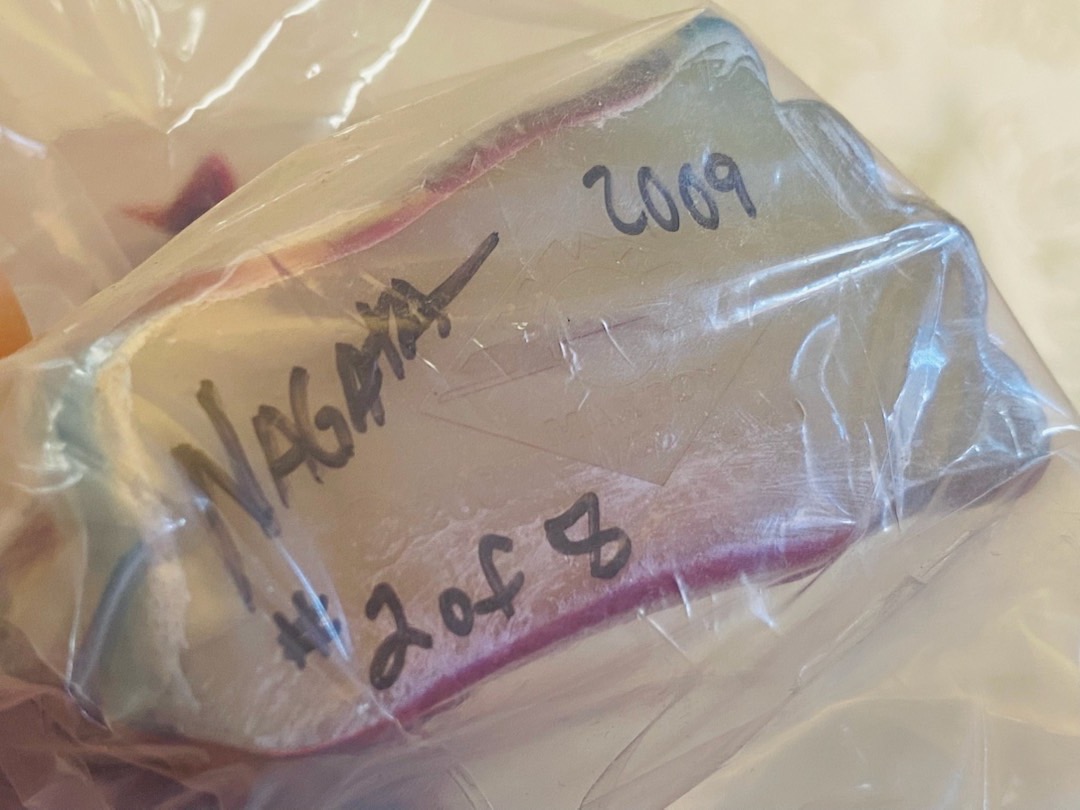 2009
NAGATA
#2 of 8